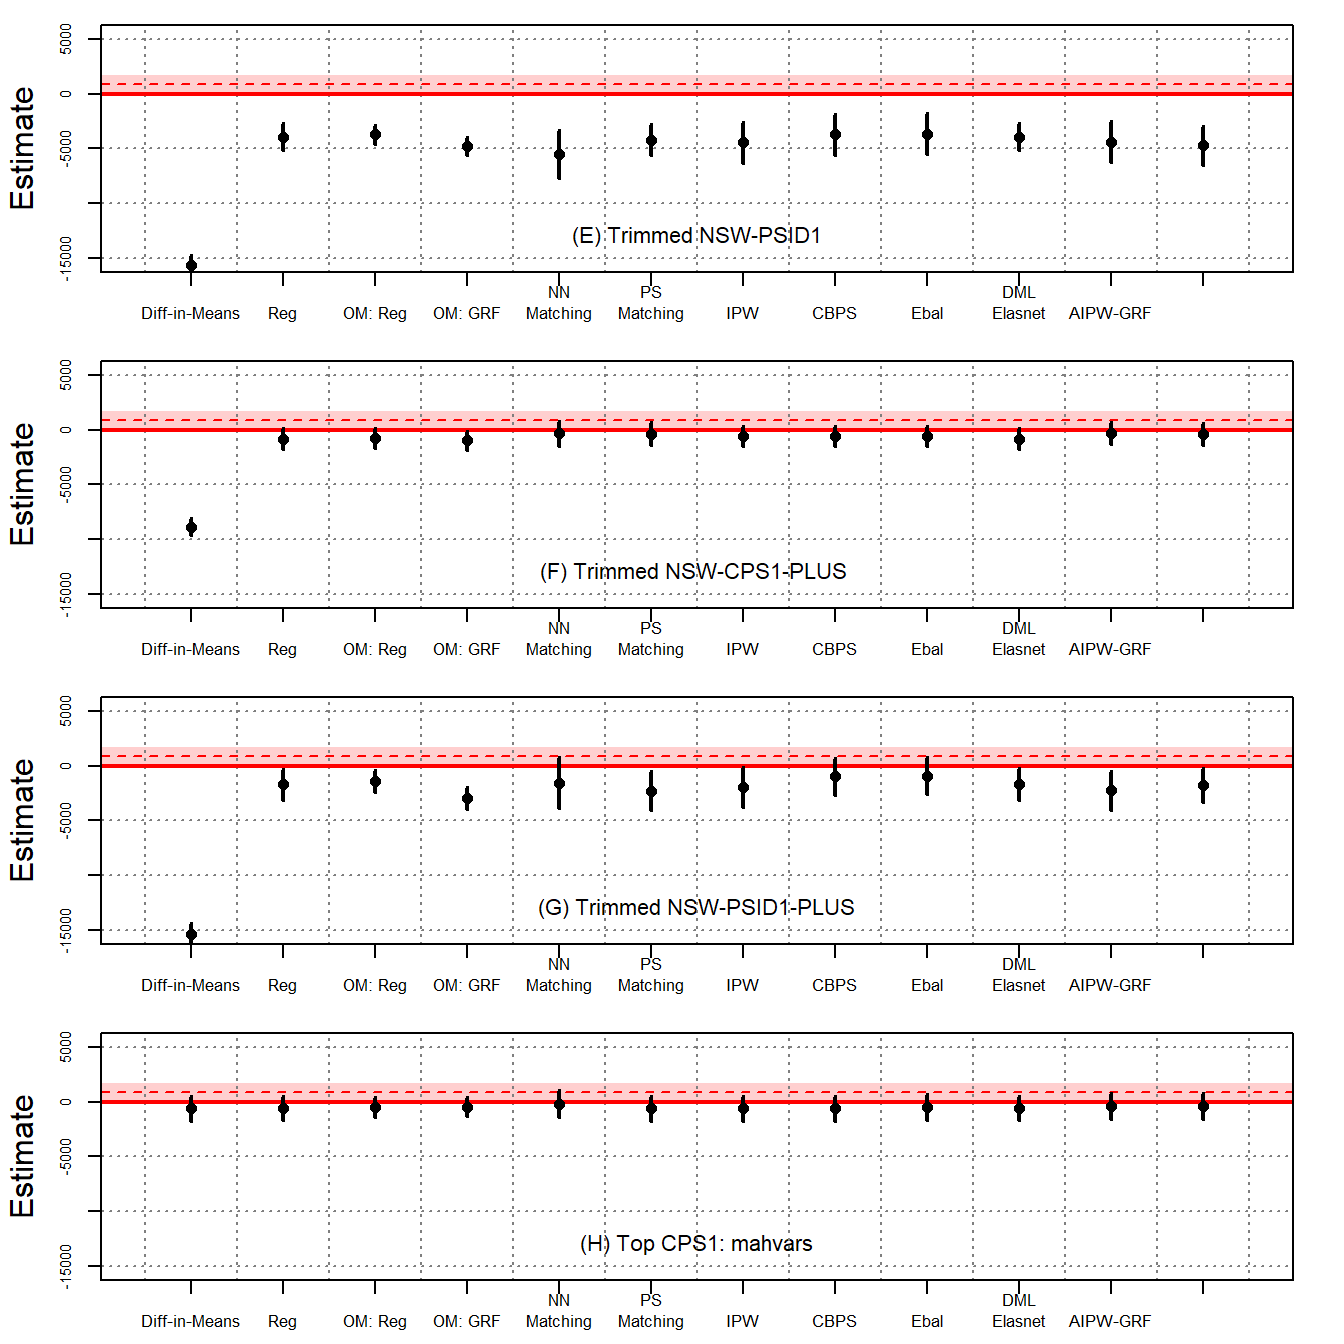 Estimate
5000
0
-5000
-15000
(E) Trimmed NSW-PSID1
NN PS DML
Diff-in-Means Reg OM: Reg OM: GRF Matching Matching IPW CBPS Ebal Elasnet AIPW-GRF
Estimate
5000
0
-5000
-15000
(F) Trimmed NSW-CPS1-PLUS
NN PS DML
Diff-in-Means Reg OM: Reg OM: GRF Matching Matching IPW CBPS Ebal Elasnet AIPW-GRF
Estimate
5000
0
-5000
-15000
(G) Trimmed NSW-PSID1-PLUS
NN PS DML
Diff-in-Means Reg OM: Reg OM: GRF Matching Matching IPW CBPS Ebal Elasnet AIPW-GRF
Estimate
5000
0
-5000
-15000
(H) Top CPS1: mahvars
NN PS DML
Diff-in-Means Reg OM: Reg OM: GRF Matching Matching IPW CBPS Ebal Elasnet AIPW-GRF